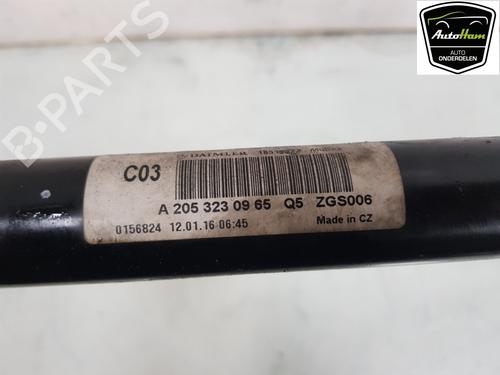 AutoHam
AUTO
ONDERDELEN
B-PARTS
DAIMLER
C03
A 205 323 09 65 Q5 ZGS006
0156824 12.01.16 06:45 Made in CZ